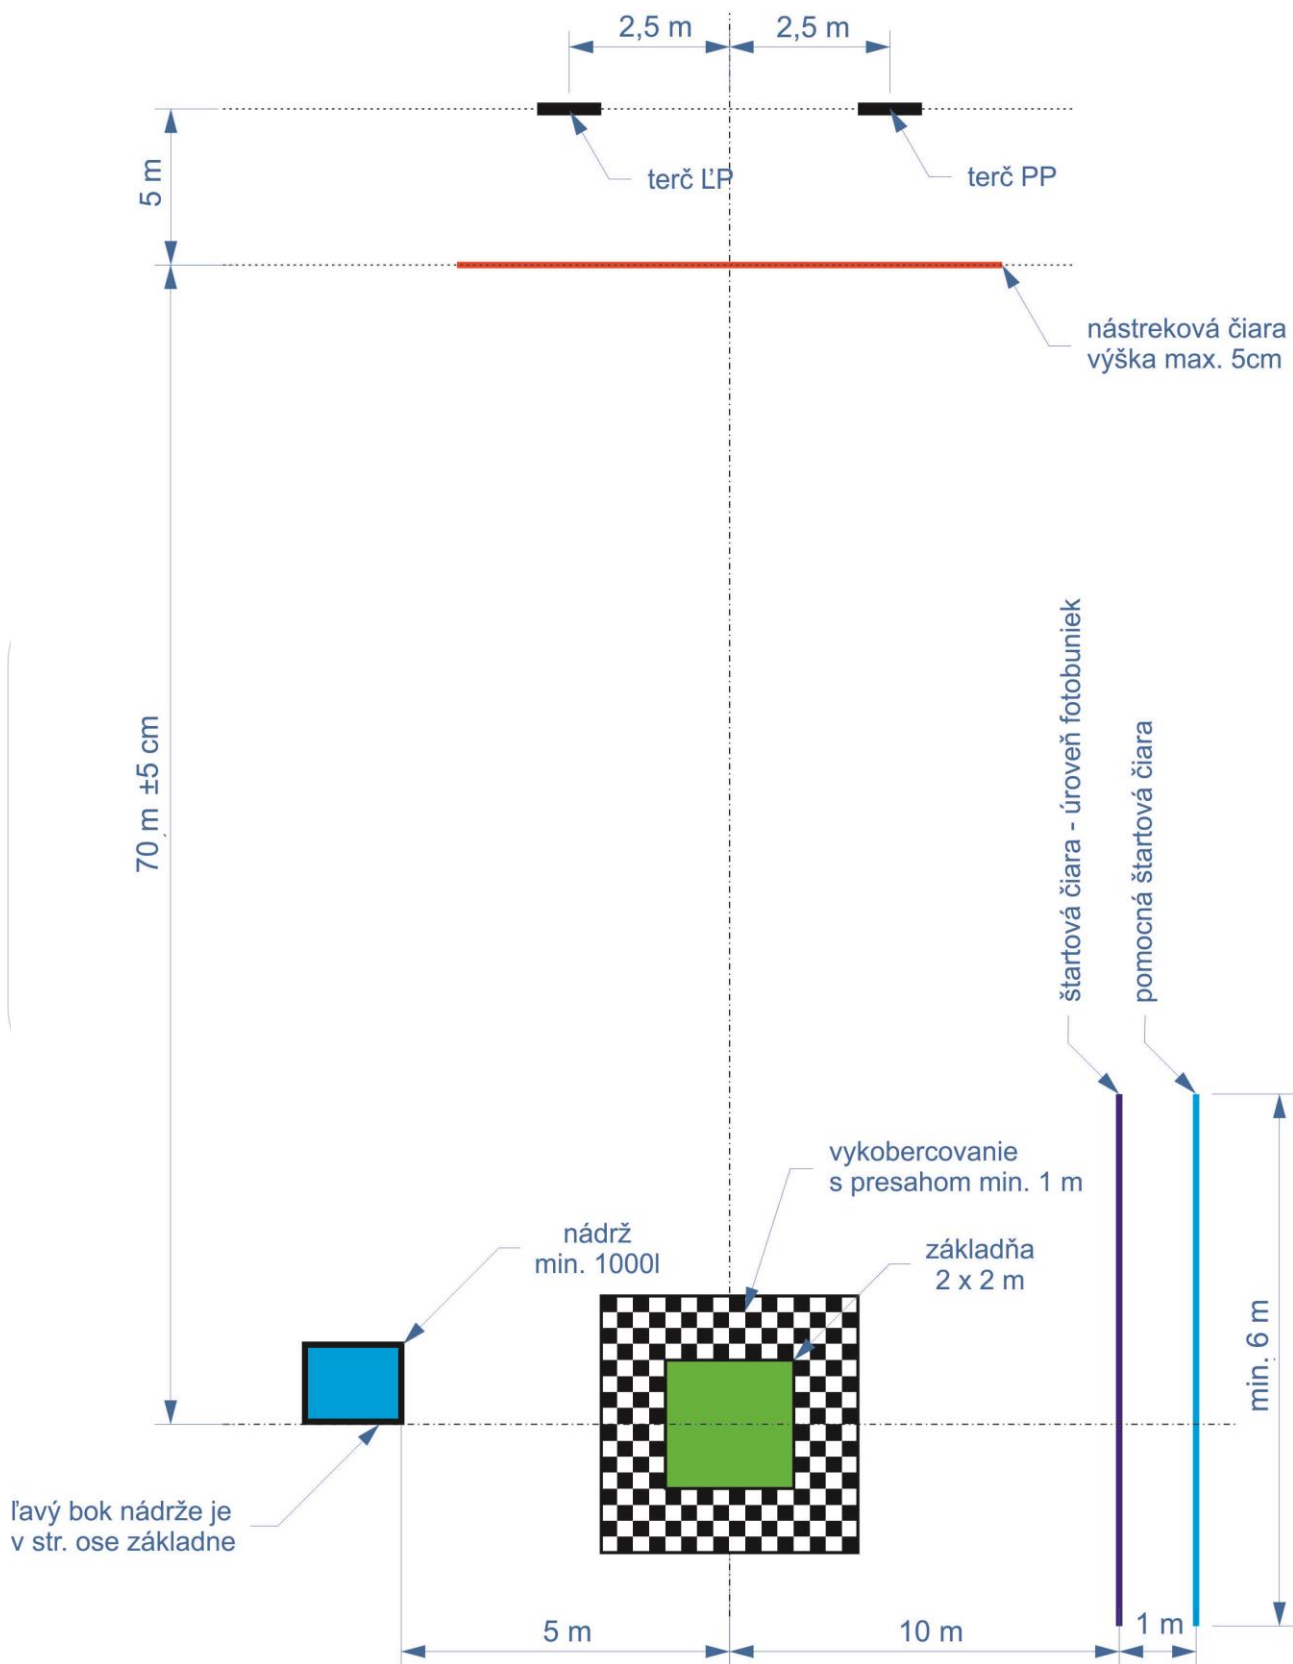 2,5 m
2,5 m
5 m
terč ĽP
terč PP
nástreková čiara
výška max. 5cm
70 m ±5 cm
štartová čiara - úroveň fotobuniek
pomocná štartová čiara
vykobercovanie
s presahom min. 1 m
nádrž
min. 1000l
základňa
2 x 2 m
min. 6 m
ľavý bok nádrže je
v str. ose základne
5 m
10 m
1 m